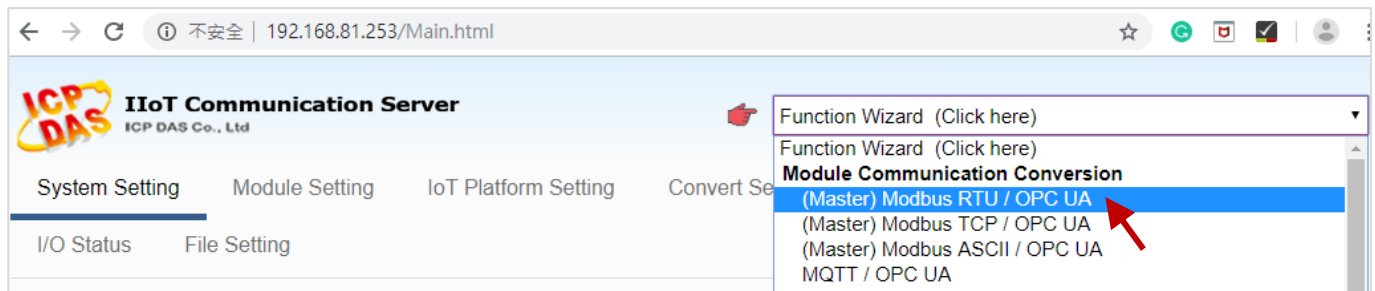 不安全 | 192.168.81.253/Main.html
ICP DAS
IIoT Communication Server
ICP DAS Co., Ltd
Function Wizard (Click here)
Function Wizard (Click here)
Module Communication Conversion
(Master) Modbus RTU / OPC UA
(Master) Modbus TCP / OPC UA
(Master) Modbus ASCII / OPC UA
MQTT / OPC UA
System Setting Module Setting IoT Platform Setting Convert Se
I/O Status File Setting